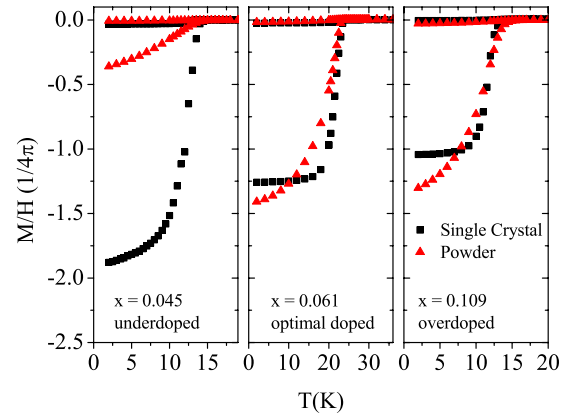 0.0
-0.5
-1.0
-1.5
-2.0
-2.5
M/H (1/4π)
x = 0.045
underdoped
x = 0.061
optimal doped
Single Crystal
Powder
x = 0.109
overdoped
0 5 10 15 0 10 20 30 0 5 10 15 20
T(K)